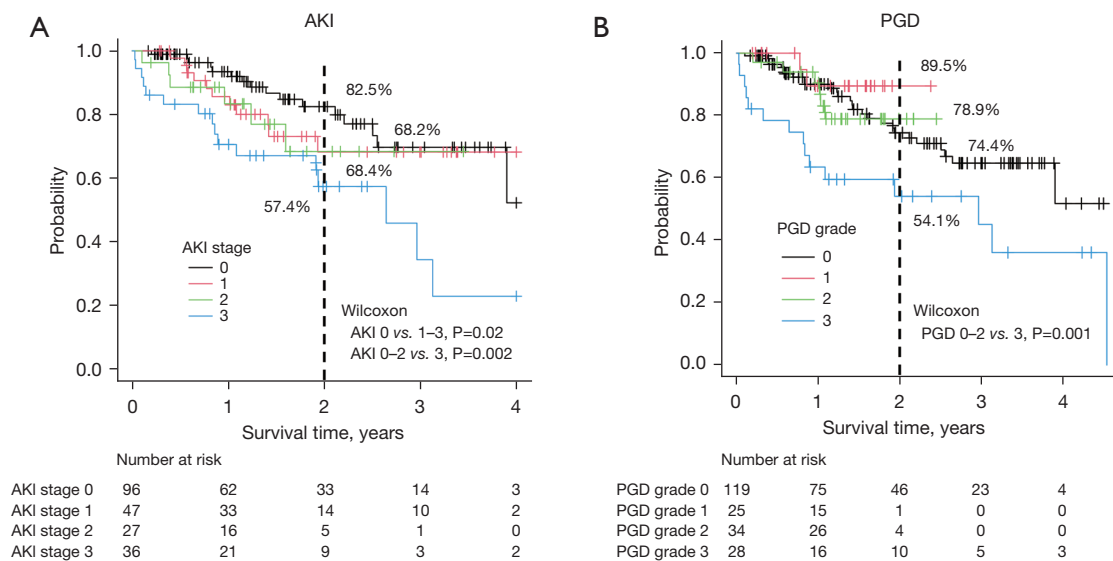 A
AKI
1.0
0.8
0.6
0.4
0.2
0.0
Probability
82.5%
68.2%
68.4%
57.4%
AKI stage
0
1
2
3
Wilcoxon
AKI 0 vs. 1–3, P=0.02
AKI 0–2 vs. 3, P=0.002
0 1 2 3 4
Survival time, years
Number at risk
AKI stage 0 96 62 33 14 3
AKI stage 1 47 33 14 10 2
AKI stage 2 27 16 5 1 0
AKI stage 3 36 21 9 3 2
B
PGD
1.0
0.8
0.6
0.4
0.2
0.0
Probability
89.5%
78.9%
74.4%
54.1%
PGD grade
0
1
2
3
Wilcoxon
PGD 0–2 vs. 3, P=0.001
0 1 2 3 4
Survival time, years
Number at risk
PGD grade 0 119 75 46 23 4
PGD grade 1 25 15 1 0 0
PGD grade 2 34 26 4 0 0
PGD grade 3 28 16 10 5 3